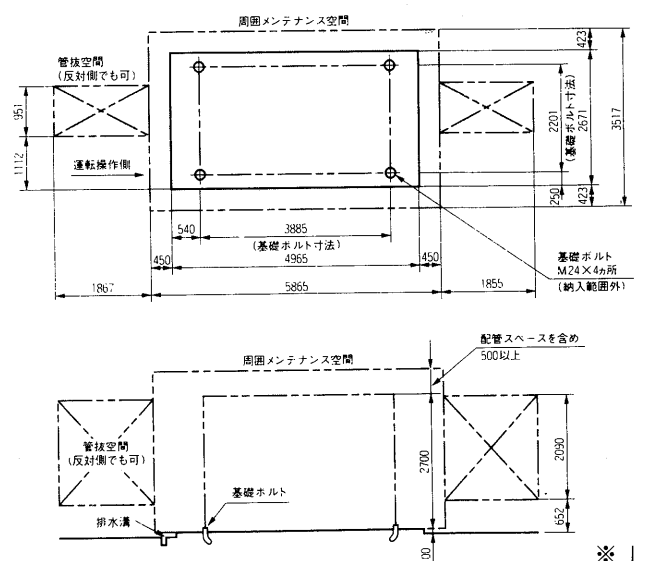 周囲メンテナンス空間
管抜空間
(反対側でも可)
423
951
1112
運転操作側
2201
(基礎ボルト寸法)
2671
3517
250
423
540
3885
(基礎ボルト寸法)
450
4965
450
基礎ボルト
M24×4ヵ所
(納入範囲外)
1867
5865
1855
配管スペースを含め
500以上
周囲メンテナンス空間
管抜空間
(反対側でも可)
2700
2090
基礎ボルト
排水溝
652
※